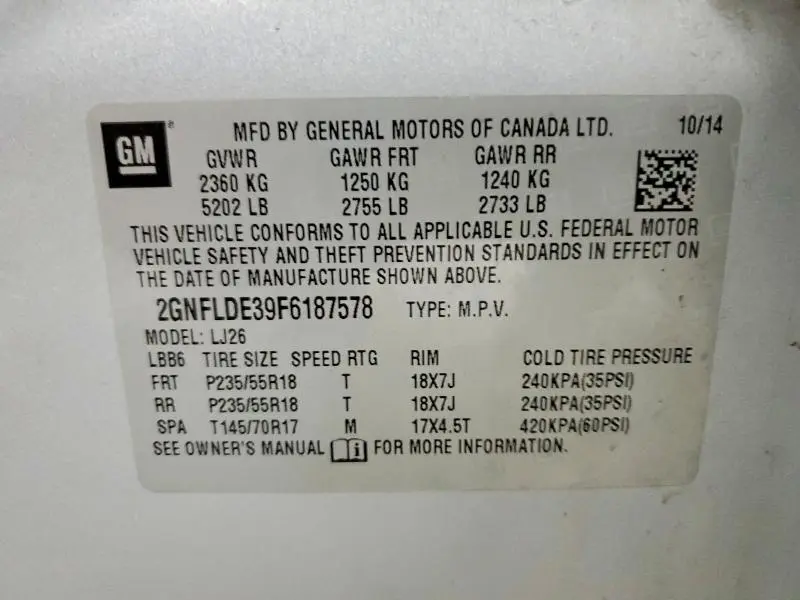 GM® MFD BY GENERAL MOTORS OF CANADA LTD. 10/14
GVWR GAWR FRT GAWR RR
2360 KG 1250 KG 1240 KG
5202 LB 2755 LB 2733 LB
THIS VEHICLE CONFORMS TO ALL APPLICABLE U.S. FEDERAL MOTOR
VEHICLE SAFETY AND THEFT PREVENTION STANDARDS IN EFFECT ON
THE DATE OF MANUFACTURE SHOWN ABOVE.
2GNFLDE39F6187578 TYPE: M.P.V.
MODEL: LJ26
LBB6 TIRE SIZE SPEED RTG RIM COLD TIRE PRESSURE
FRT P235/55R18 T 18X7J 240KPA(35PSI)
RR P235/55R18 T 18X7J 240KPA(35PSI)
SPA T145/70R17 M 17X4.5T 420KPA(60PSI)
SEE OWNER'S MANUAL i FOR MORE INFORMATION.